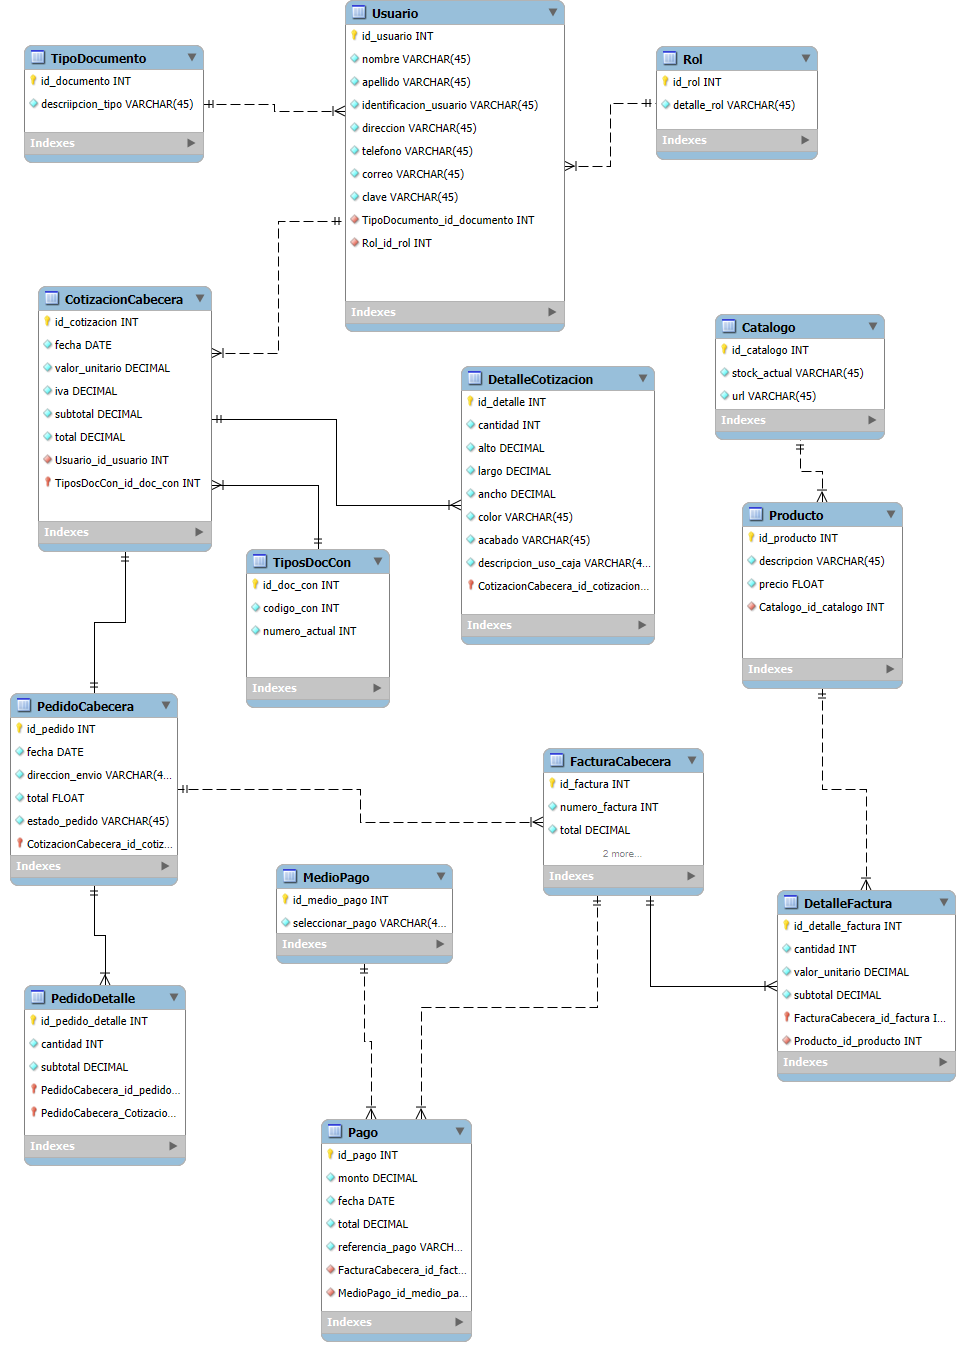 Usuario
id_usuario INT
nombre VARCHAR(45)
apellido VARCHAR(45)
identificacion_usuario VARCHAR(45)
direccion VARCHAR(45)
telefono VARCHAR(45)
correo VARCHAR(45)
clave VARCHAR(45)
TipoDocumento_id_documento INT
Rol_id_rol INT
Indexes
TipoDocumento
id_documento INT
descriipcion_tipo VARCHAR(45)
Indexes
Rol
id_rol INT
detalle_rol VARCHAR(45)
Indexes
CotizacionCabecera
id_cotizacion INT
fecha DATE
valor_unitario DECIMAL
iva DECIMAL
subtotal DECIMAL
total DECIMAL
Usuario_id_usuario INT
TiposDocCon_id_doc_con INT
Indexes
DetalleCotizacion
id_detalle INT
cantidad INT
alto DECIMAL
largo DECIMAL
ancho DECIMAL
color VARCHAR(45)
acabado VARCHAR(45)
descripcion_uso_caja VARCHAR(4...
CotizacionCabecera_id_cotizacion...
Indexes
Catalogo
id_catalogo INT
stock_actual VARCHAR(45)
url VARCHAR(45)
Indexes
TiposDocCon
id_doc_con INT
codigo_con INT
numero_actual INT
Indexes
Producto
id_producto INT
descripcion VARCHAR(45)
precio FLOAT
Catalogo_id_catalogo INT
Indexes
PedidoCabecera
id_pedido INT
fecha DATE
direccion_envio VARCHAR(4...
total FLOAT
estado_pedido VARCHAR(45)
CotizacionCabecera_id_cotiz...
Indexes
FacturaCabecera
id_factura INT
numero_factura INT
total DECIMAL
2 more...
Indexes
MedioPago
id_medio_pago INT
seleccionar_pago VARCHAR(4...
Indexes
DetalleFactura
id_detalle_factura INT
cantidad INT
valor_unitario DECIMAL
subtotal DECIMAL
FacturaCabecera_id_factura I...
Producto_id_producto INT
Indexes
PedidoDetalle
id_pedido_detalle INT
cantidad INT
subtotal DECIMAL
PedidoCabecera_id_pedido...
PedidoCabecera_Cotizacio...
Indexes
Pago
id_pago INT
monto DECIMAL
fecha DATE
total DECIMAL
referencia_pago VARCH...
FacturaCabecera_id_fact...
MedioPago_id_medio_pa...
Indexes